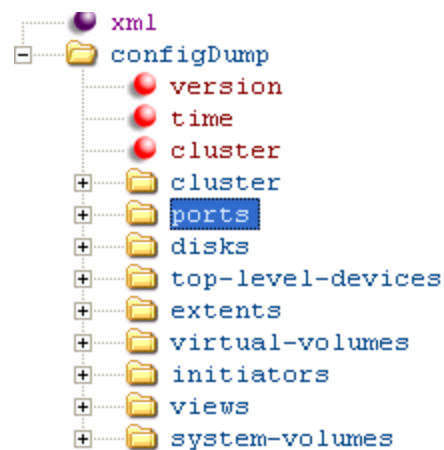 xml
configDump
version
time
cluster
cluster
ports
disks
top-level-devices
extents
virtual-volumes
initiators
views
system-volumes